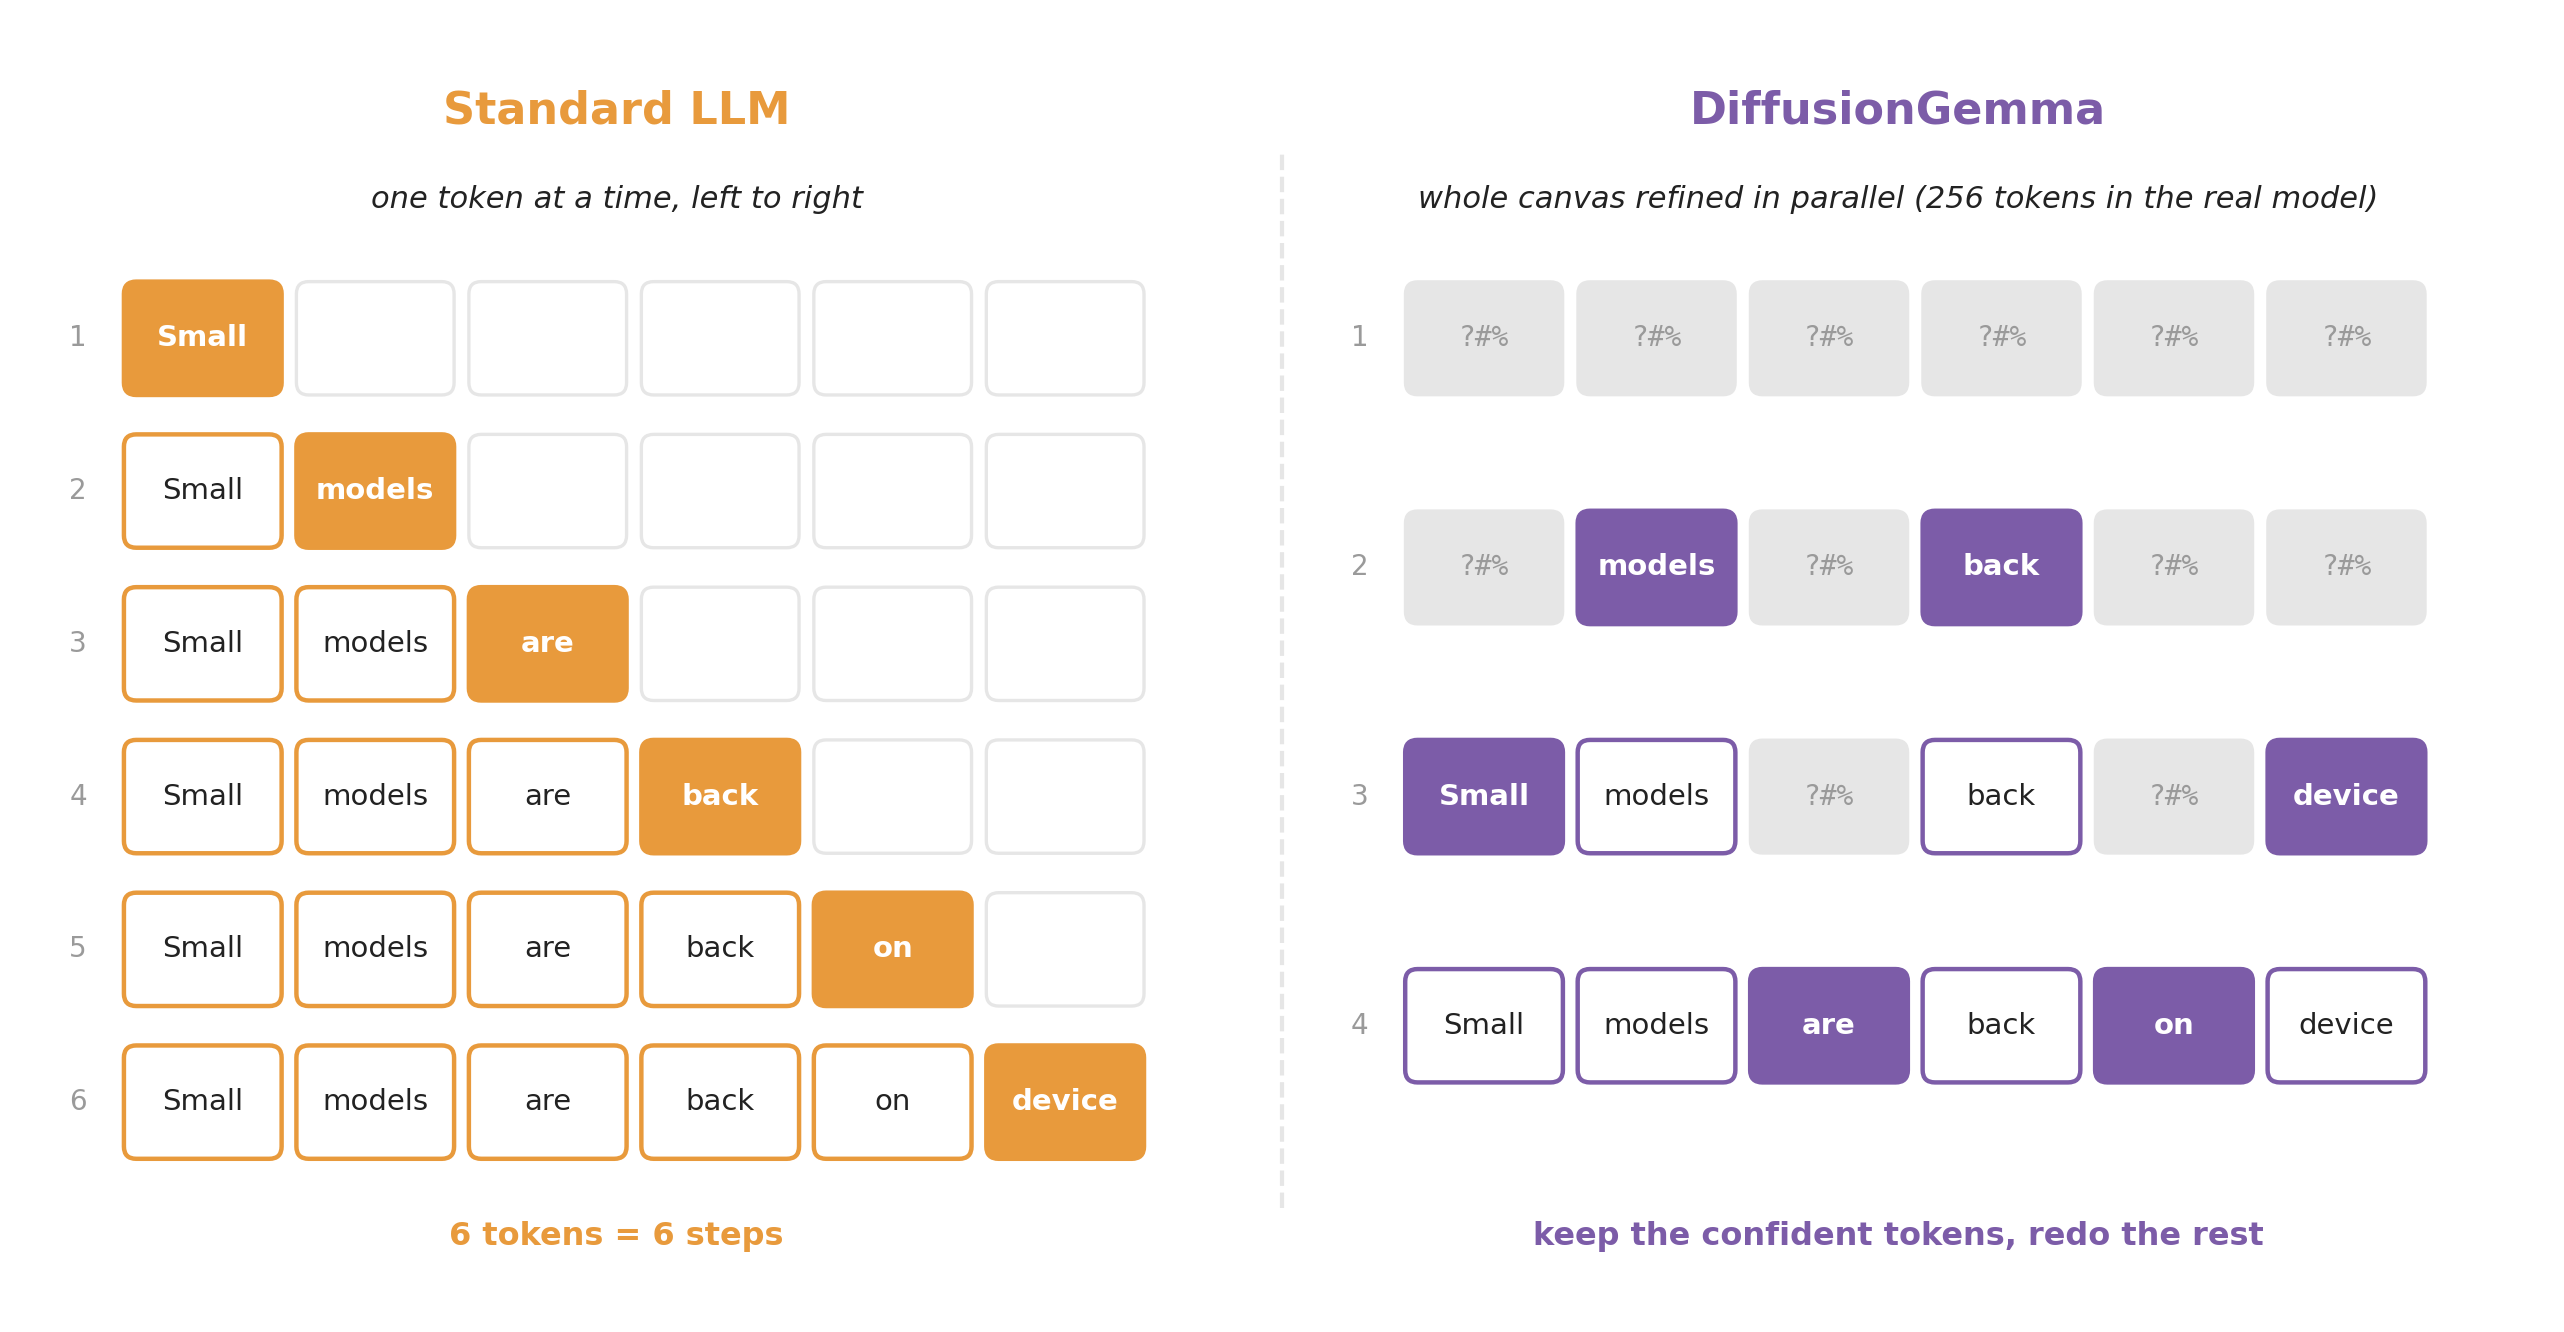 Standard LLM
one token at a time, left to right
1 Small
2 Small models
3 Small models are
4 Small models are back
5 Small models are back on
6 Small models are back on device
6 tokens = 6 steps
DiffusionGemma
whole canvas refined in parallel (256 tokens in the real model)
1 ?#% ?#% ?#% ?#% ?#% ?#%
2 ?#% models ?#% back ?#% ?#%
3 Small models ?#% back ?#% device
4 Small models are back on device
keep the confident tokens, redo the rest